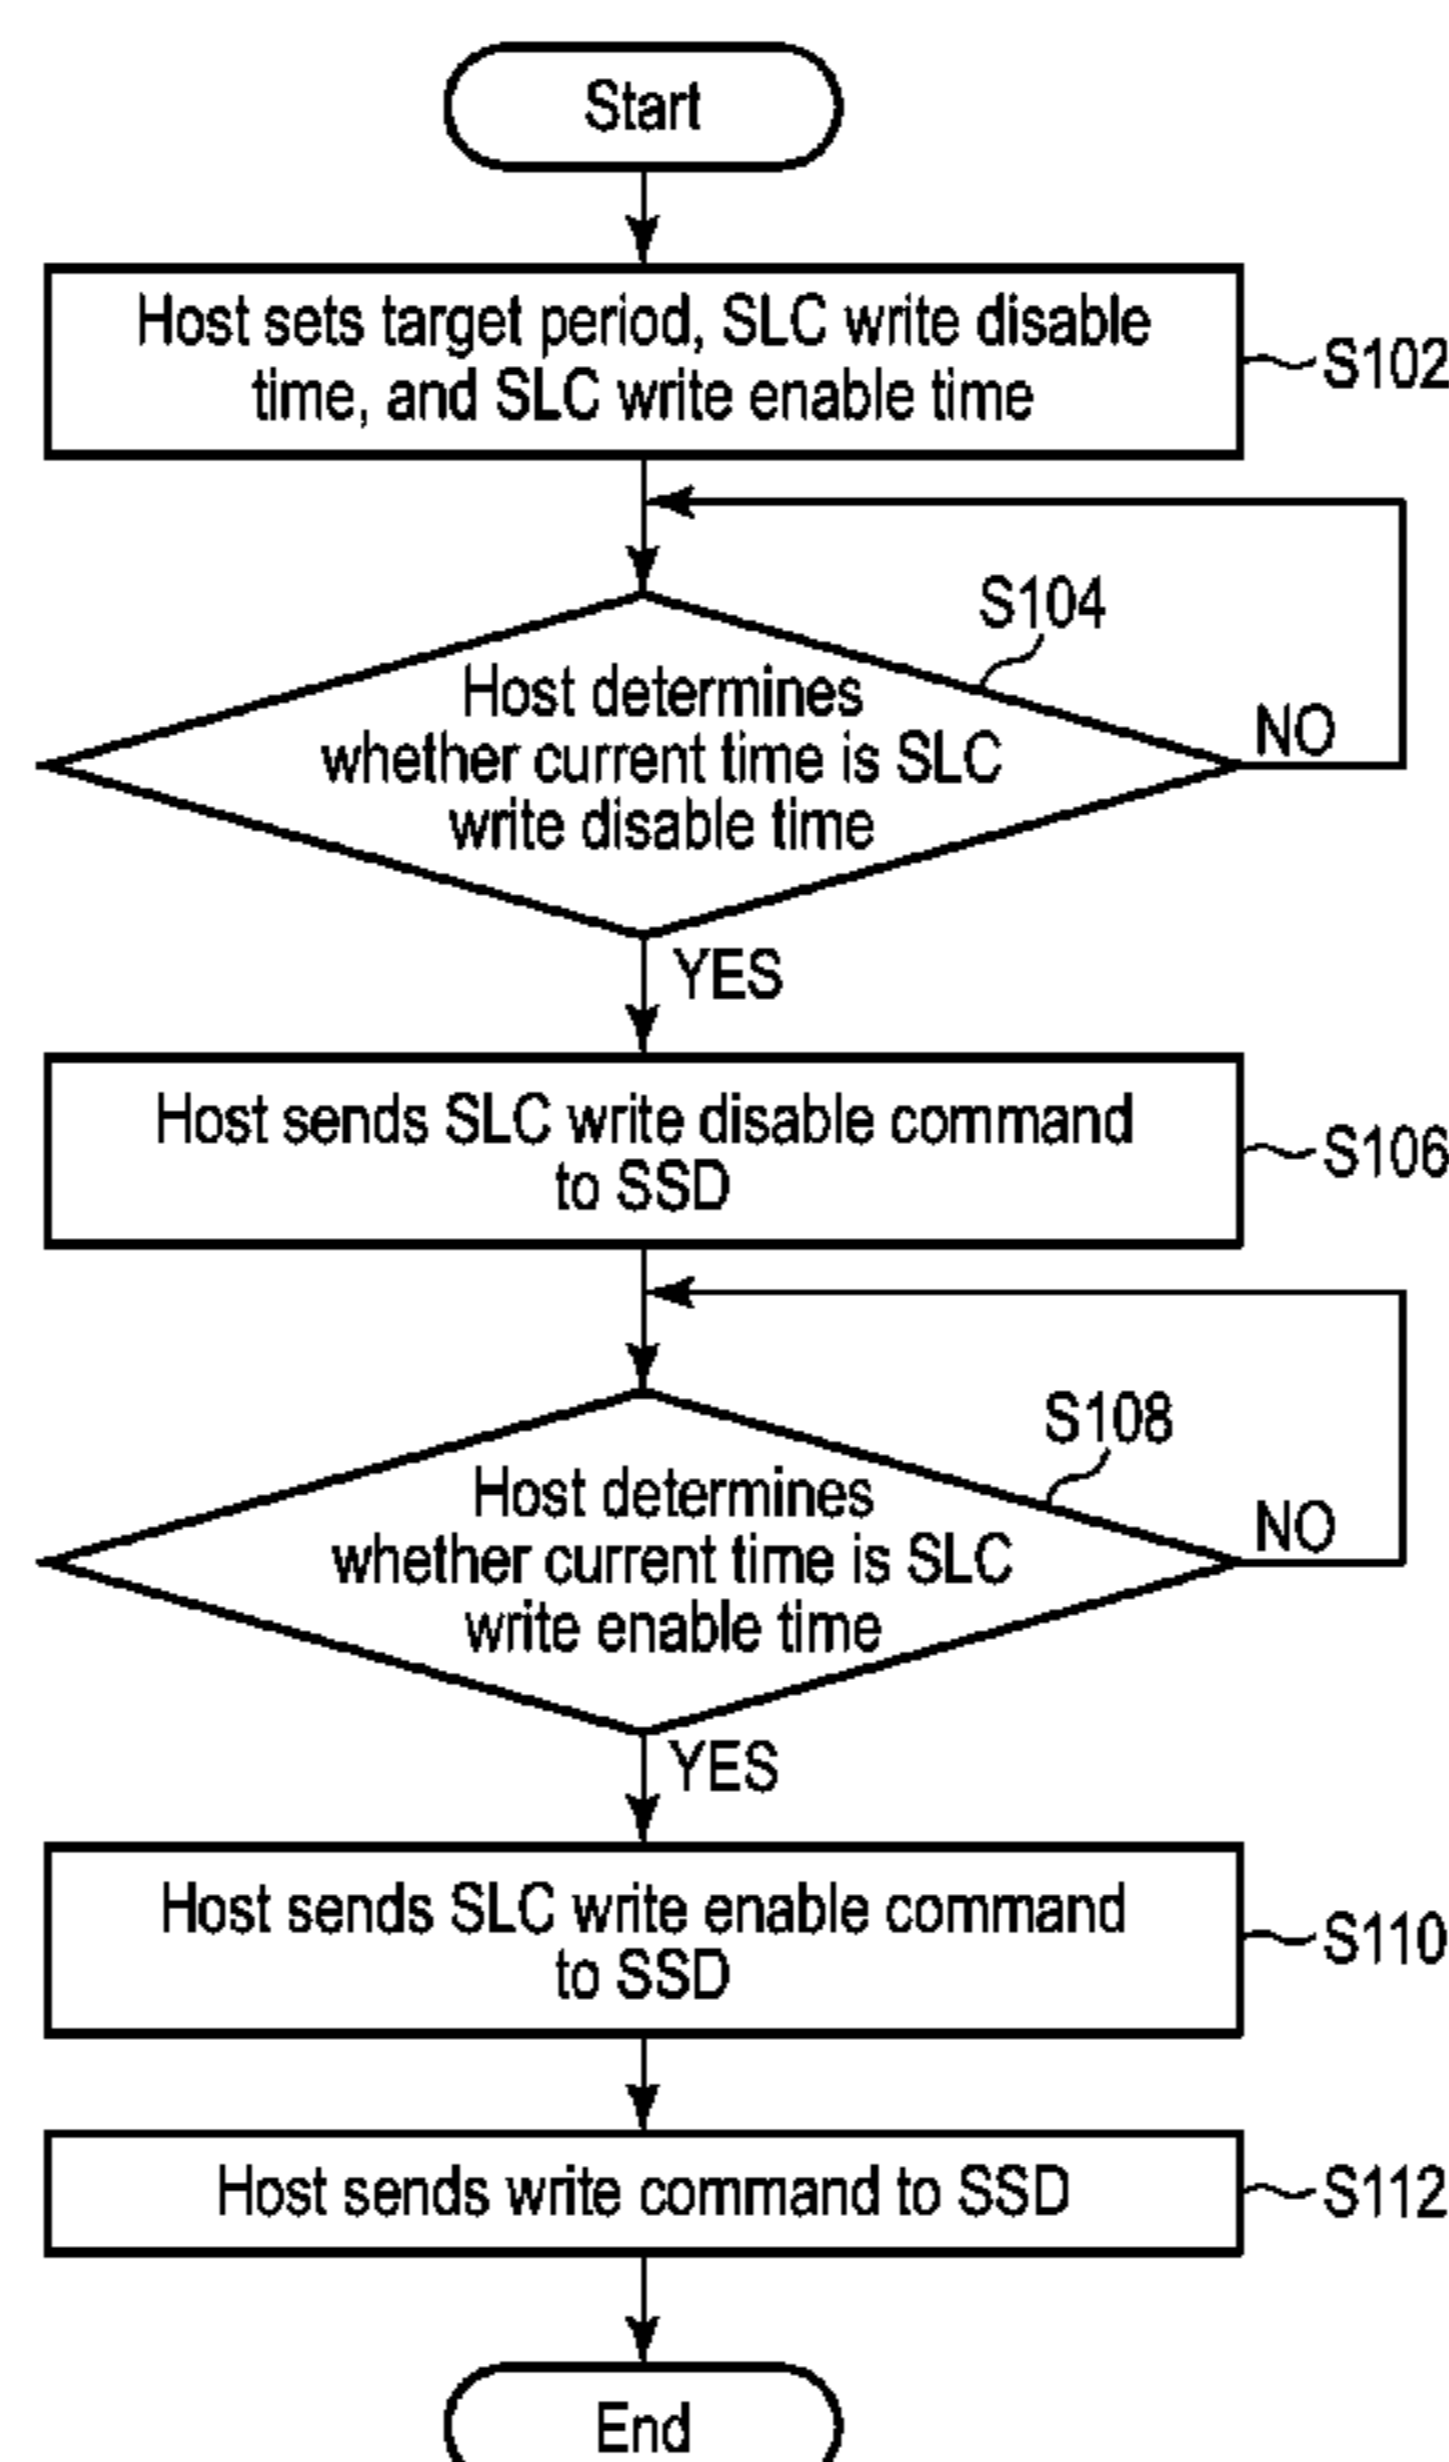 Start
Host sets target period, SLC write disable
time, and SLC write enable time
S102
S104
Host determines
whether current time is SLC
write disable time
NO
YES
Host sends SLC write disable command
to SSD
S106
S108
Host determines
whether current time is SLC
write enable time
NO
YES
Host sends SLC write enable command
to SSD
S110
Host sends write command to SSD
S112
End